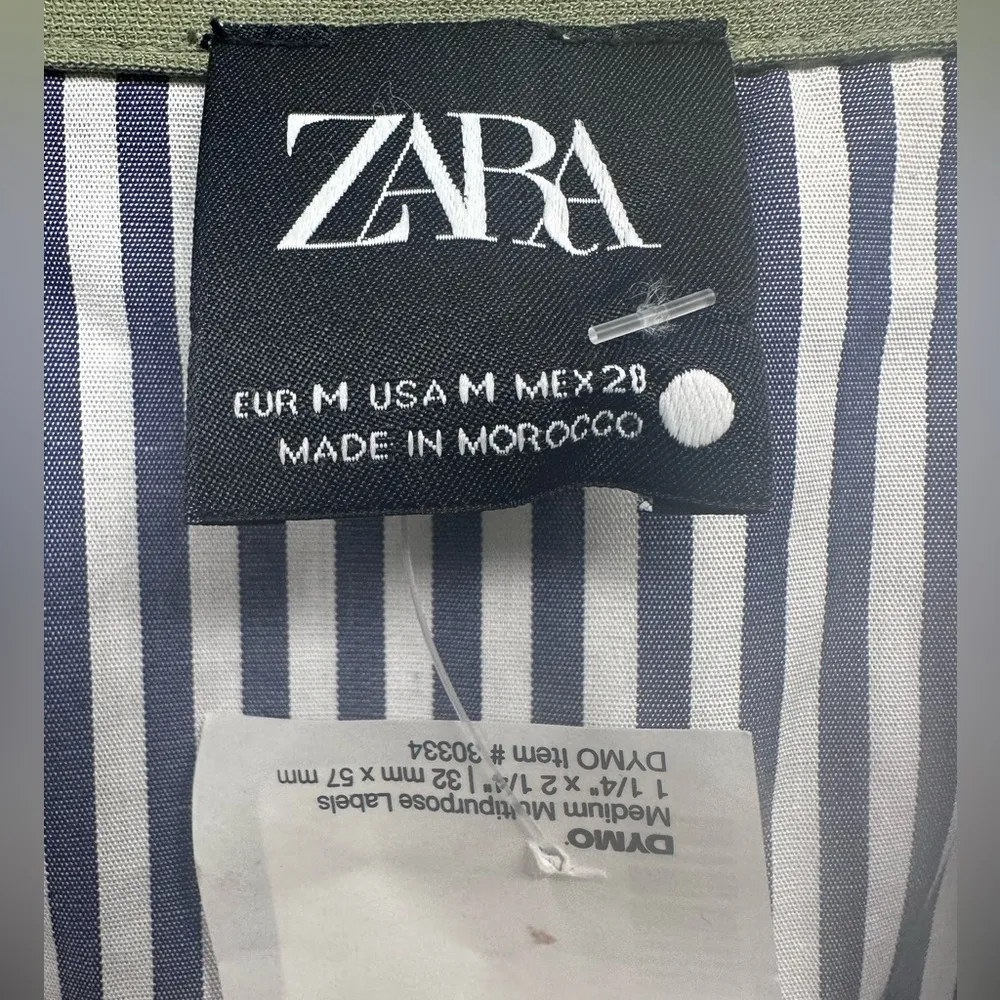 ZARA
EUR M USA M MEX 28
MADE IN MOROCCO
DYMO
Medium Multipurpose Labels
1 1/4" x 2 1/4" | 32 mm x 57 mm
DYMO Item # 30334